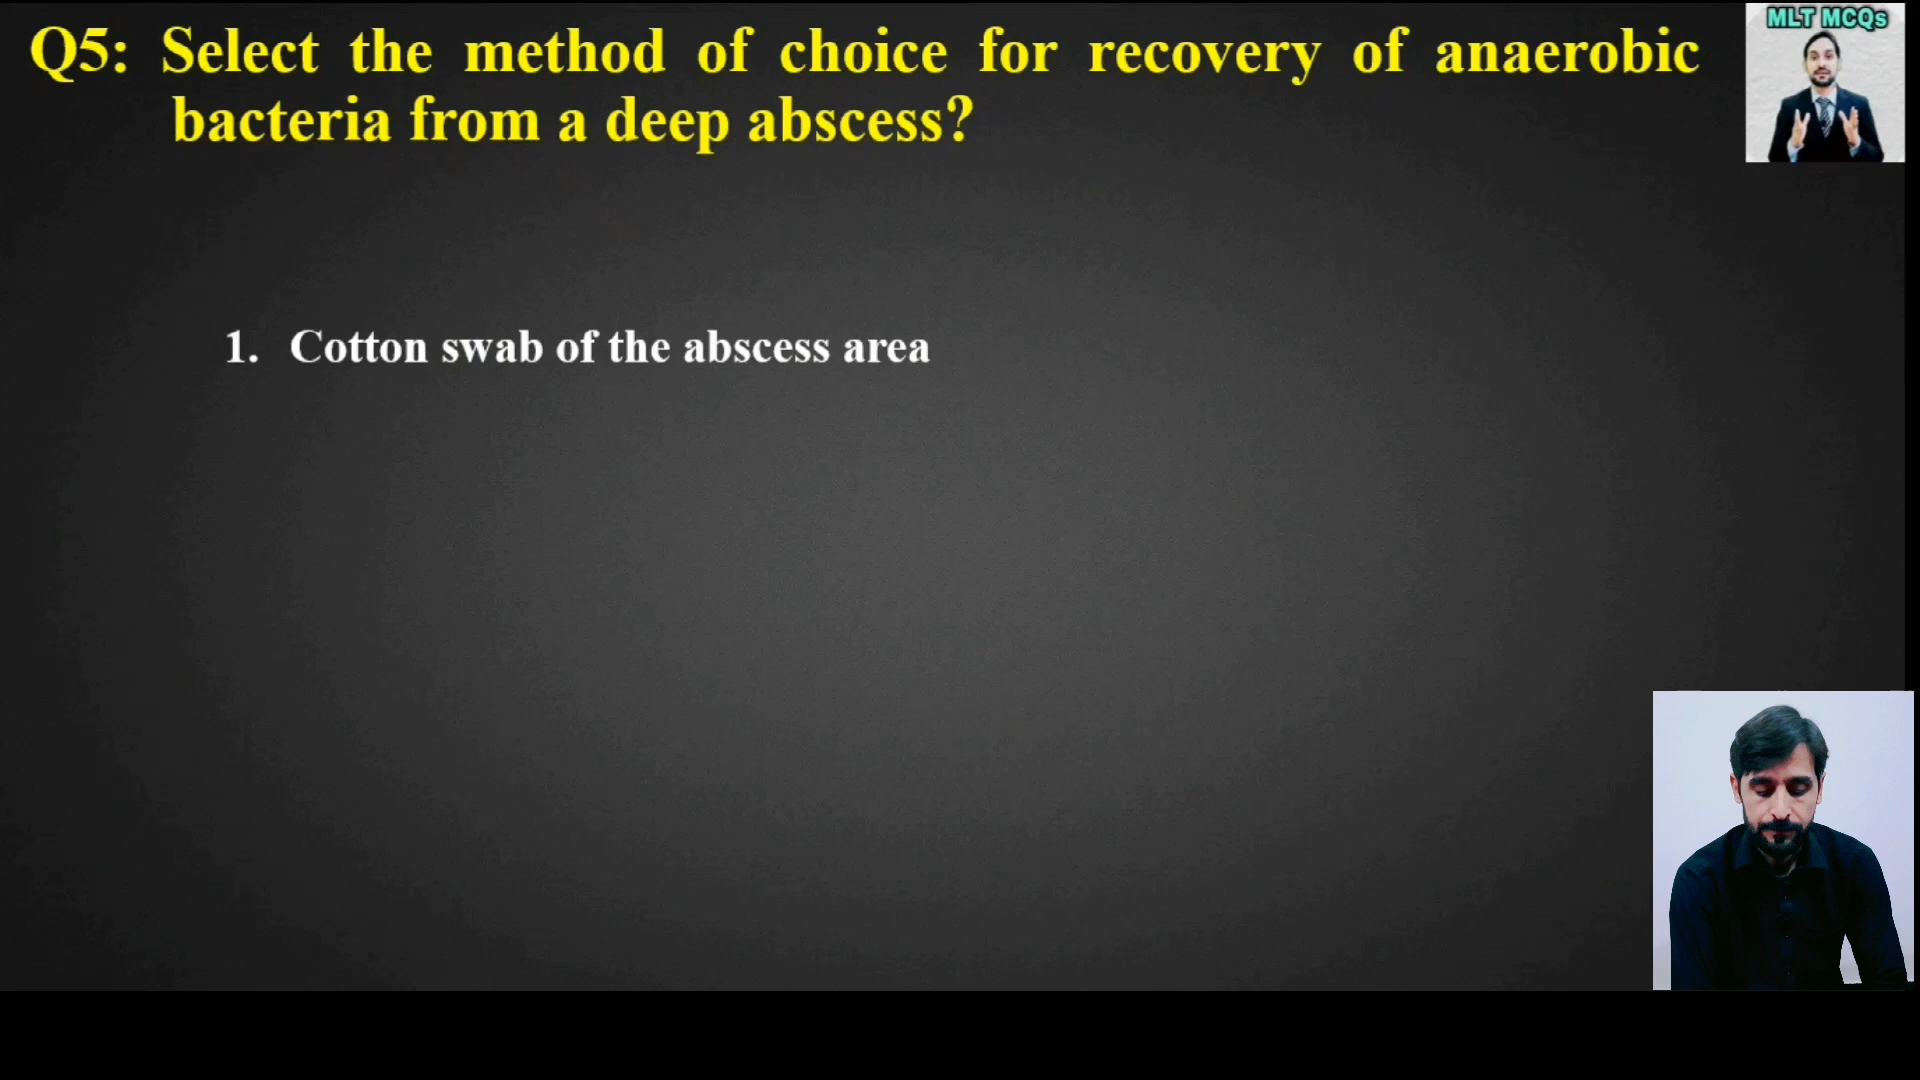 MLT MCQs
Q5: Select the method of choice for recovery of anaerobic
bacteria from a deep abscess?
1. Cotton swab of the abscess area